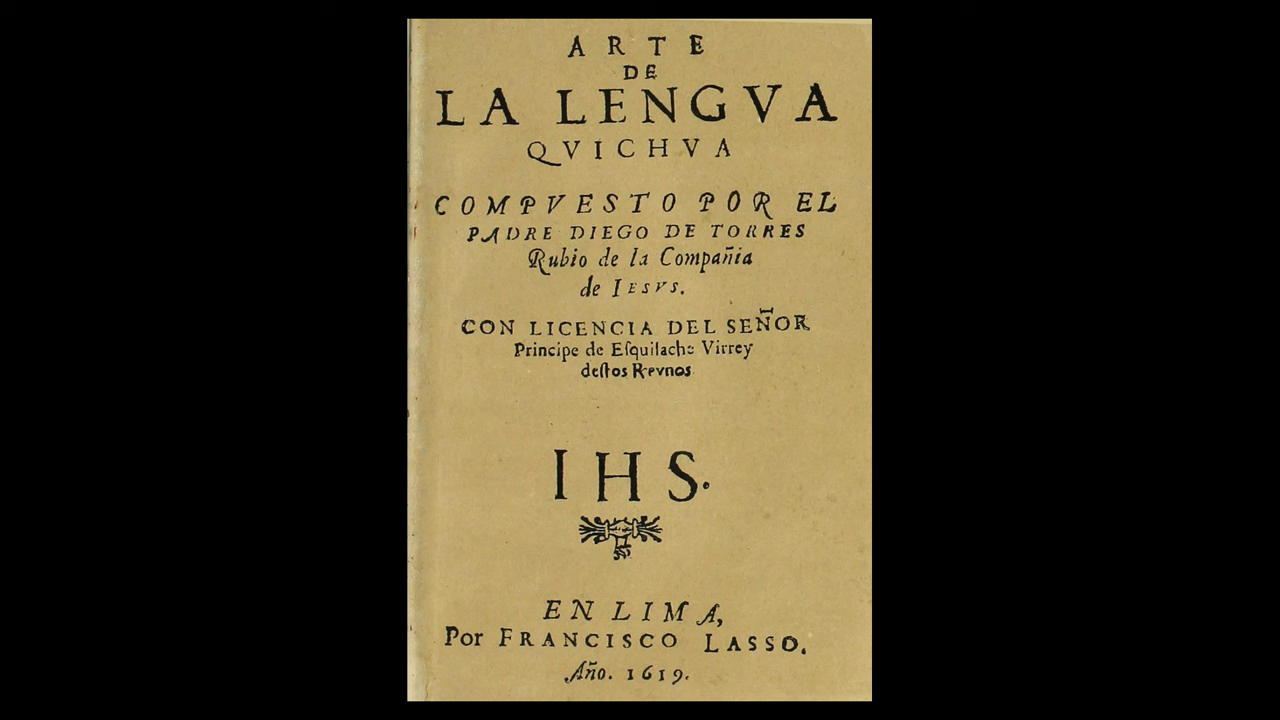 ARTE
DE
LA LENGVA
QVICHVA
COMPVESTO POR EL
PADRE DIEGO DE TORRES
Rubio de la Compañia
de IESVS.
CON LICENCIA DEL SEÑOR
Principe de Eſquilache Virrey
deſtos Reynos
IHS.
EN LIMA,
Por FRANCISCO LASSO.
Año. 1619.